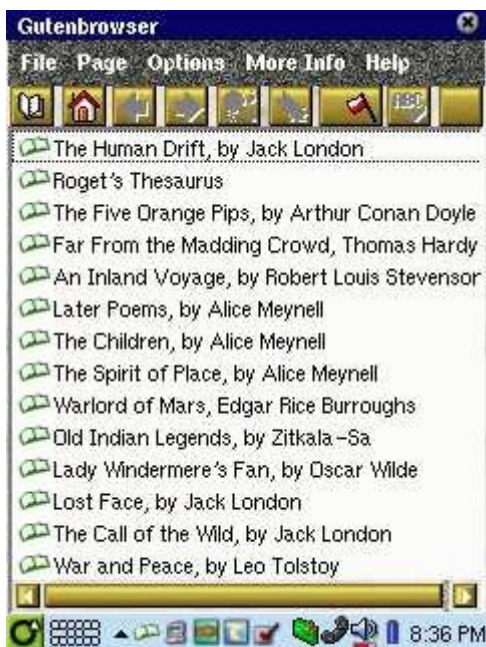 Gutenbrowser
File Page Options More Info Help
The Human Drift, by Jack London
Roget's Thesaurus
The Five Orange Pips, by Arthur Conan Doyle
Far From the Madding Crowd, Thomas Hardy
An Inland Voyage, by Robert Louis Stevensor
Later Poems, by Alice Meynell
The Children, by Alice Meynell
The Spirit of Place, by Alice Meynell
Warlord of Mars, Edgar Rice Burroughs
Old Indian Legends, by Zitkala-Sa
Lady Windermere's Fan, by Oscar Wilde
Lost Face, by Jack London
The Call of the Wild, by Jack London
War and Peace, by Leo Tolstoy
8:36 PM